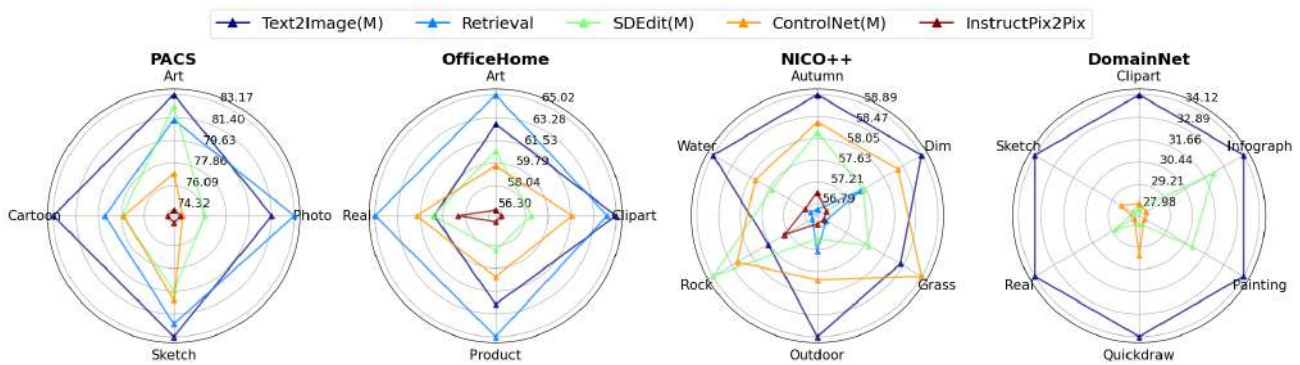 Text2Image(M) Retrieval SDEdit(M) ControlNet(M) InstructPix2Pix
PACS
Art
83.17
81.40
79.63
77.86
76.09
74.32
Cartoon
Photo
Sketch
OfficeHome
Art
65.02
63.28
61.53
59.79
58.04
56.30
Real
Clipart
Product
NICO++
Autumn
58.89
58.47
58.05
57.63
57.21
56.79
Water
Dim
Rock
Grass
Outdoor
DomainNet
Clipart
34.12
32.89
31.66
30.44
29.21
27.98
Sketch
Infograph
Real
Painting
Quickdraw